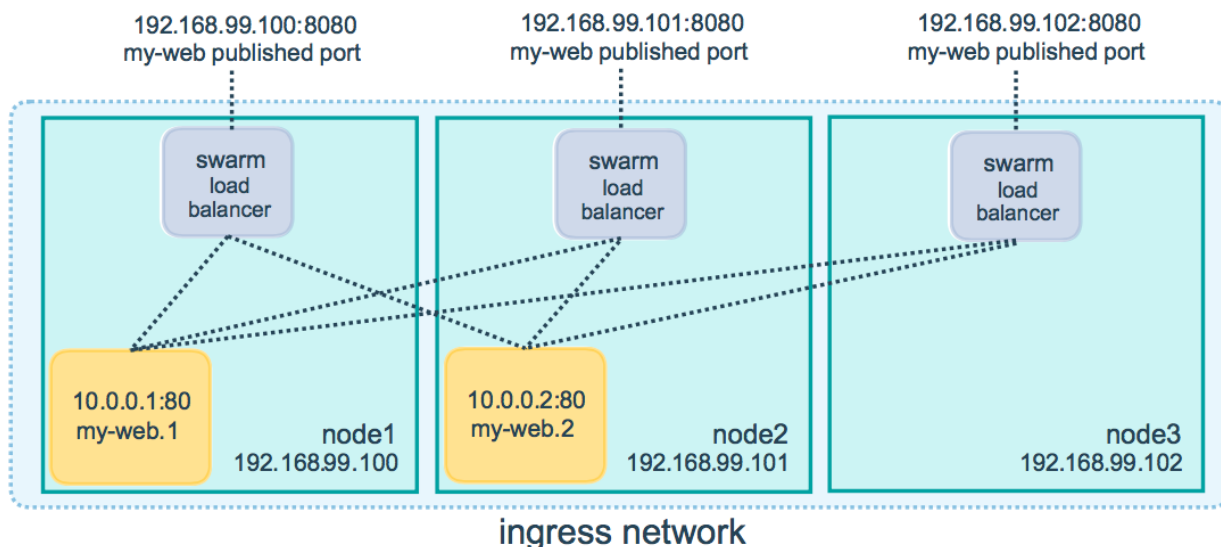 192.168.99.100:8080
my-web published port
192.168.99.101:8080
my-web published port
192.168.99.102:8080
my-web published port
swarm
load
balancer
swarm
load
balancer
swarm
load
balancer
10.0.0.1:80
my-web.1
node1
192.168.99.100
10.0.0.2:80
my-web.2
node2
192.168.99.101
node3
192.168.99.102
ingress network